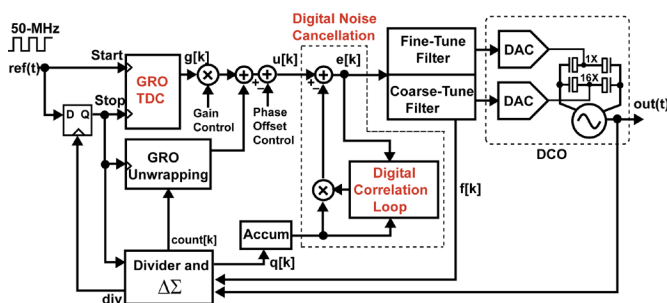 50-MHz
ref(t)
Start
Stop
GRO
TDC
g[k]
Gain
Control
Phase
Offset
Control
u[k]
Digital Noise
Cancellation
e[k]
Fine-Tune
Filter
Coarse-Tune
Filter
DAC
DAC
1X
16X
out(t)
DCO
D Q
GRO
Unwrapping
Digital
Correlation
Loop
f[k]
Accum
count[k]
q[k]
Divider and
ΔΣ
div